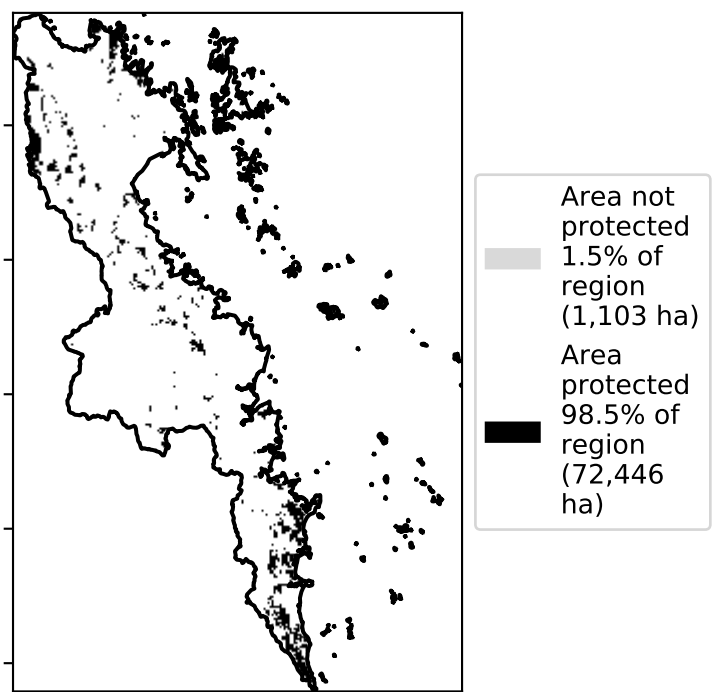 Area not
protected
1.5% of
region
(1,103 ha)
Area
protected
98.5% of
region
(72,446
ha)